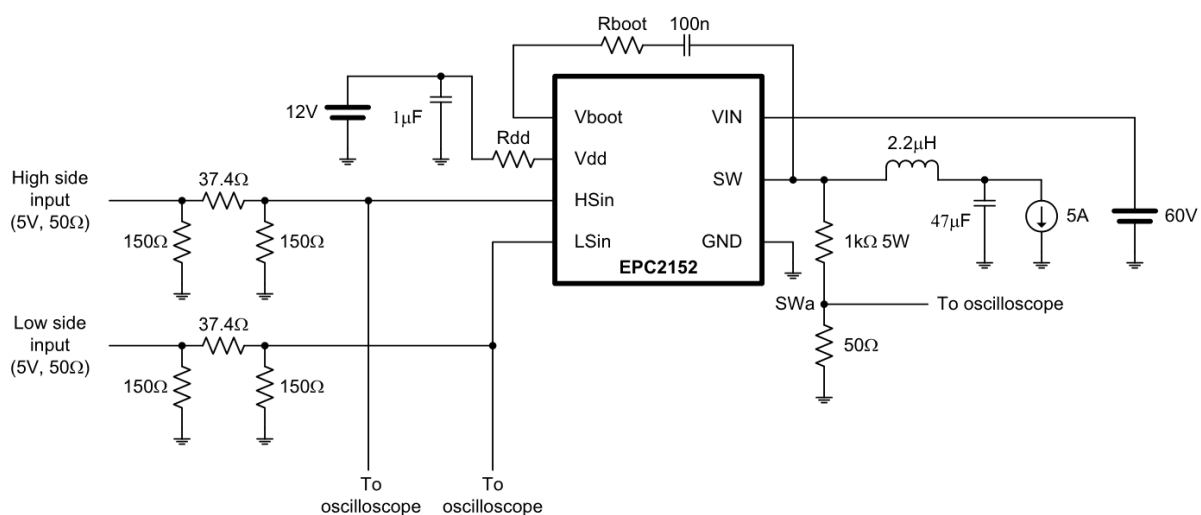 Rboot
100n
12V
1μF
Rdd
Vboot
Vdd
HSin
LSin
VIN
SW
GND
EPC2152
2.2μH
47μF
5A
60V
1kΩ 5W
SWa
To oscilloscope
50Ω
High side
input
(5V, 50Ω)
37.4Ω
150Ω
150Ω
Low side
input
(5V, 50Ω)
37.4Ω
150Ω
150Ω
To
oscilloscope
To
oscilloscope